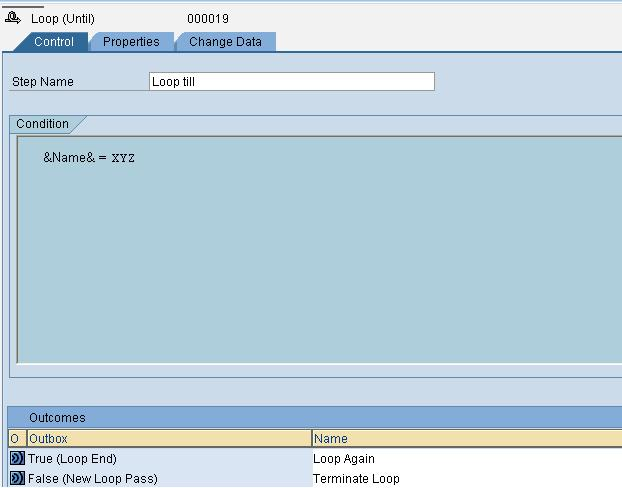 Loop (Until) 000019
Control Properties Change Data
Step Name Loop till
Condition
&Name& = XYZ
Outcomes
O Outbox Name
True (Loop End) Loop Again
False (New Loop Pass) Terminate Loop